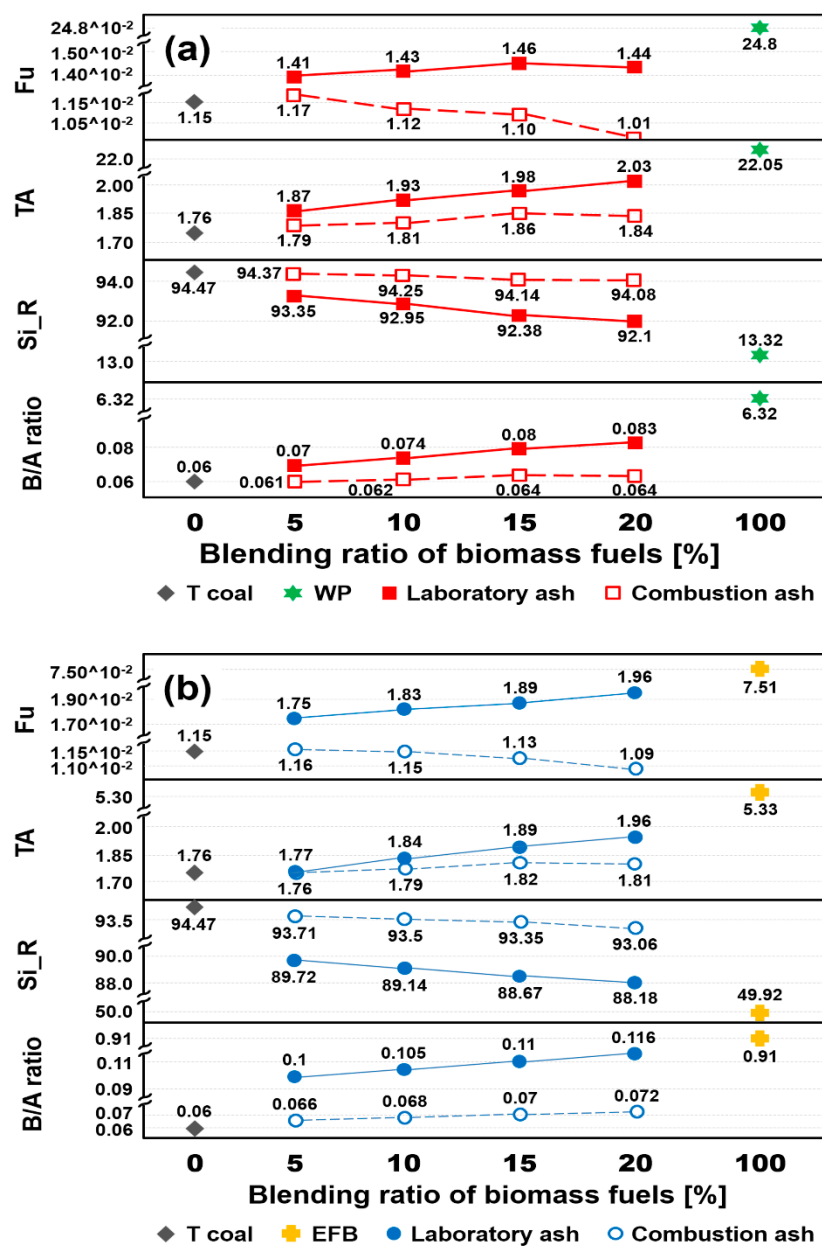 (a)
Fu
24.8^10⁻²
1.50^10⁻²
1.40^10⁻²
1.15^10⁻²
1.05^10⁻²
1.41 1.43 1.46 1.44 24.8
1.15 1.17 1.12 1.10 1.01
TA
22.0
2.00
1.85
1.70
1.87 1.93 1.98 2.03 22.05
1.76 1.79 1.81 1.86 1.84
Si_R
94.0
92.0
13.0
94.47 94.37 94.25 94.14 94.08
93.35 92.95 92.38 92.1 13.32
B/A ratio
6.32
0.08
0.06
0.07 0.074 0.08 0.083 6.32
0.06 0.061 0.062 0.064 0.064
0 5 10 15 20 100
Blending ratio of biomass fuels [%]
T coal WP Laboratory ash Combustion ash
(b)
Fu
7.50^10⁻²
1.90^10⁻²
1.70^10⁻²
1.15^10⁻²
1.10^10⁻²
1.75 1.83 1.89 1.96 7.51
1.15 1.16 1.15 1.13 1.09
TA
5.30
2.00
1.85
1.70
1.77 1.84 1.89 1.96 5.33
1.76 1.76 1.79 1.82 1.81
Si_R
93.5
90.0
88.0
50.0
94.47 93.71 93.5 93.35 93.06
89.72 89.14 88.67 88.18 49.92
B/A ratio
0.91
0.11
0.09
0.07
0.06
0.1 0.105 0.11 0.116 0.91
0.06 0.066 0.068 0.07 0.072
0 5 10 15 20 100
Blending ratio of biomass fuels [%]
T coal EFB Laboratory ash Combustion ash